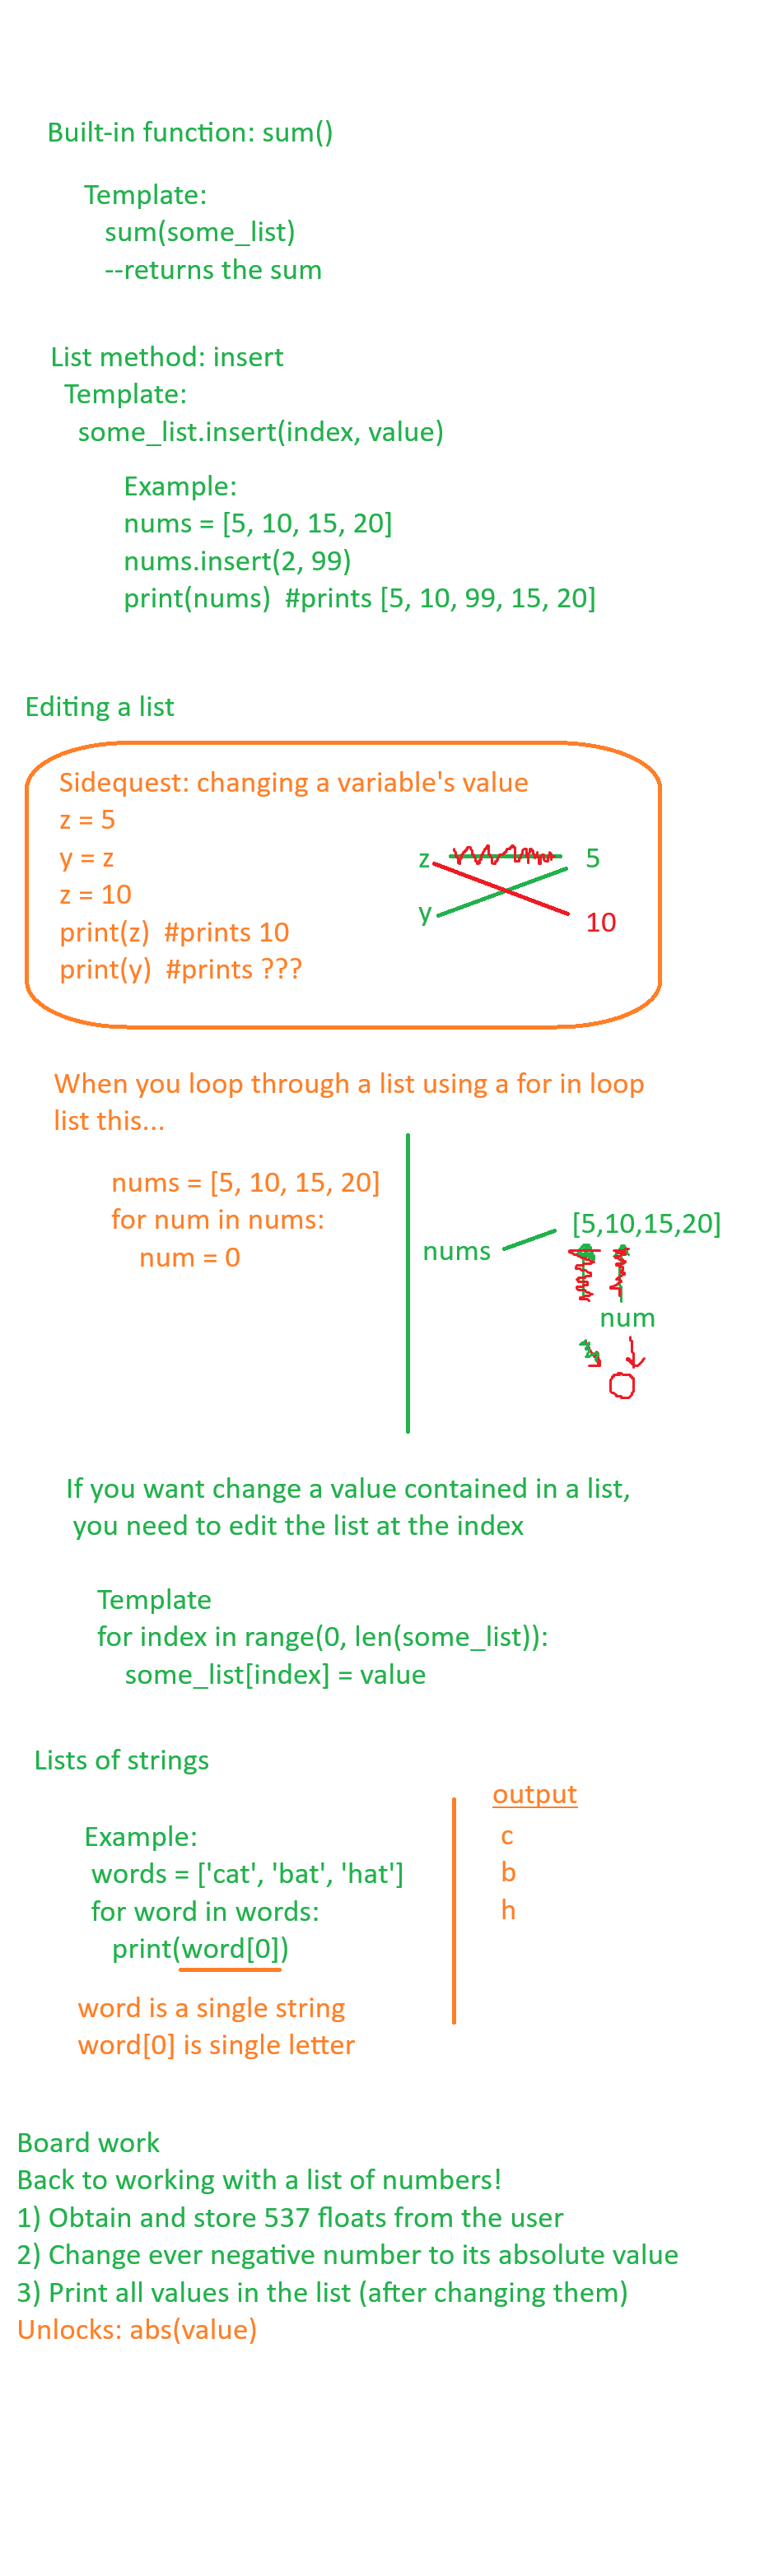 Built-in function: sum()
Template:
sum(some_list)
--returns the sum
List method: insert
Template:
some_list.insert(index, value)
Example:
nums = [5, 10, 15, 20]
nums.insert(2, 99)
print(nums)  #prints [5, 10, 99, 15, 20]
Editing a list
Sidequest: changing a variable's value
z = 5
y = z
z = 10
print(z)  #prints 10
print(y)  #prints ???
z 5
y 10
When you loop through a list using a for in loop
list this...
nums = [5, 10, 15, 20]
for num in nums:
num = 0
[5,10,15,20]
nums
num
0
If you want change a value contained in a list,
you need to edit the list at the index
Template
for index in range(0, len(some_list)):
some_list[index] = value
Lists of strings
Example:
words = ['cat', 'bat', 'hat']
for word in words:
print(word[0])
output
c
b
h
word is a single string
word[0] is single letter
Board work
Back to working with a list of numbers!
1) Obtain and store 537 floats from the user
2) Change ever negative number to its absolute value
3) Print all values in the list (after changing them)
Unlocks: abs(value)